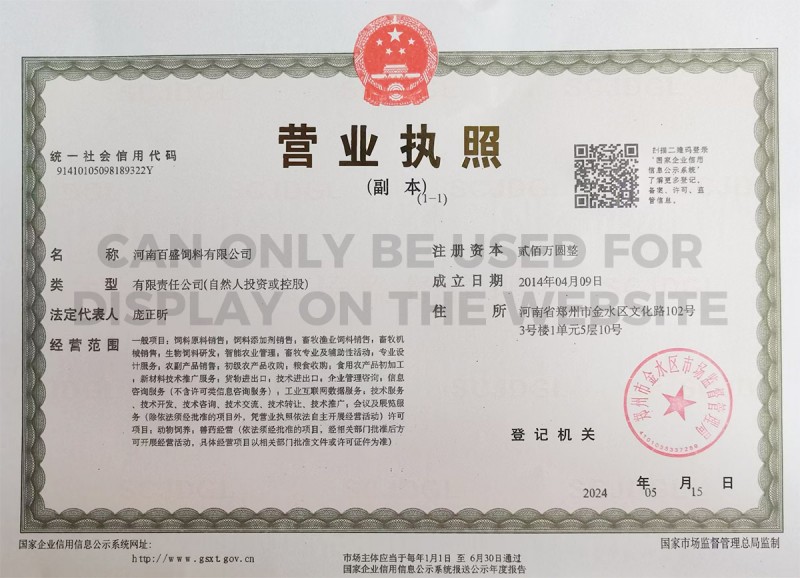 营业执照
(副 本)
(1-1)
统一社会信用代码
91410105098189322Y
扫描二维码登录
“国家企业信用
信息公示系统”
了解更多登记、
备案、许可、监
管信息。
CAN ONLY BE USED FOR
DISPLAY ON THE WEBSITE
名 称 河南百盛饲料有限公司
类 型 有限责任公司(自然人投资或控股)
法定代表人 庞正昕
经营范围 一般项目：饲料原料销售；饲料添加剂销售；畜牧渔业饲料销售；畜牧机
械销售；生物饲料研发；智能农业管理；畜牧专业及辅助性活动；专业设
计服务；农副产品销售；初级农产品收购；粮食收购；食用农产品初加工
；新材料技术推广服务；货物进出口；技术进出口；企业管理咨询；信息
咨询服务（不含许可类信息咨询服务）；工业互联网数据服务；技术服务
、技术开发、技术咨询、技术交流、技术转让、技术推广；会议及展览服
务（除依法须经批准的项目外，凭营业执照依法自主开展经营活动）许可
项目：动物饲养；兽药经营（依法须经批准的项目，经相关部门批准后方
可开展经营活动，具体经营项目以相关部门批准文件或许可证件为准）
注册资本 贰佰万圆整
成立日期 2014年04月09日
住 所 河南省郑州市金水区文化路102号
3号楼1单元5层10号
登记机关
郑州市金水区市场监督管理局
2024 年 05 月 15 日
国家企业信用信息公示系统网址：
http://www.gsxt.gov.cn
市场主体应当于每年1月1日 至 6月30日通过
国家企业信用信息公示系统报送公示年度报告
国家市场监督管理总局监制